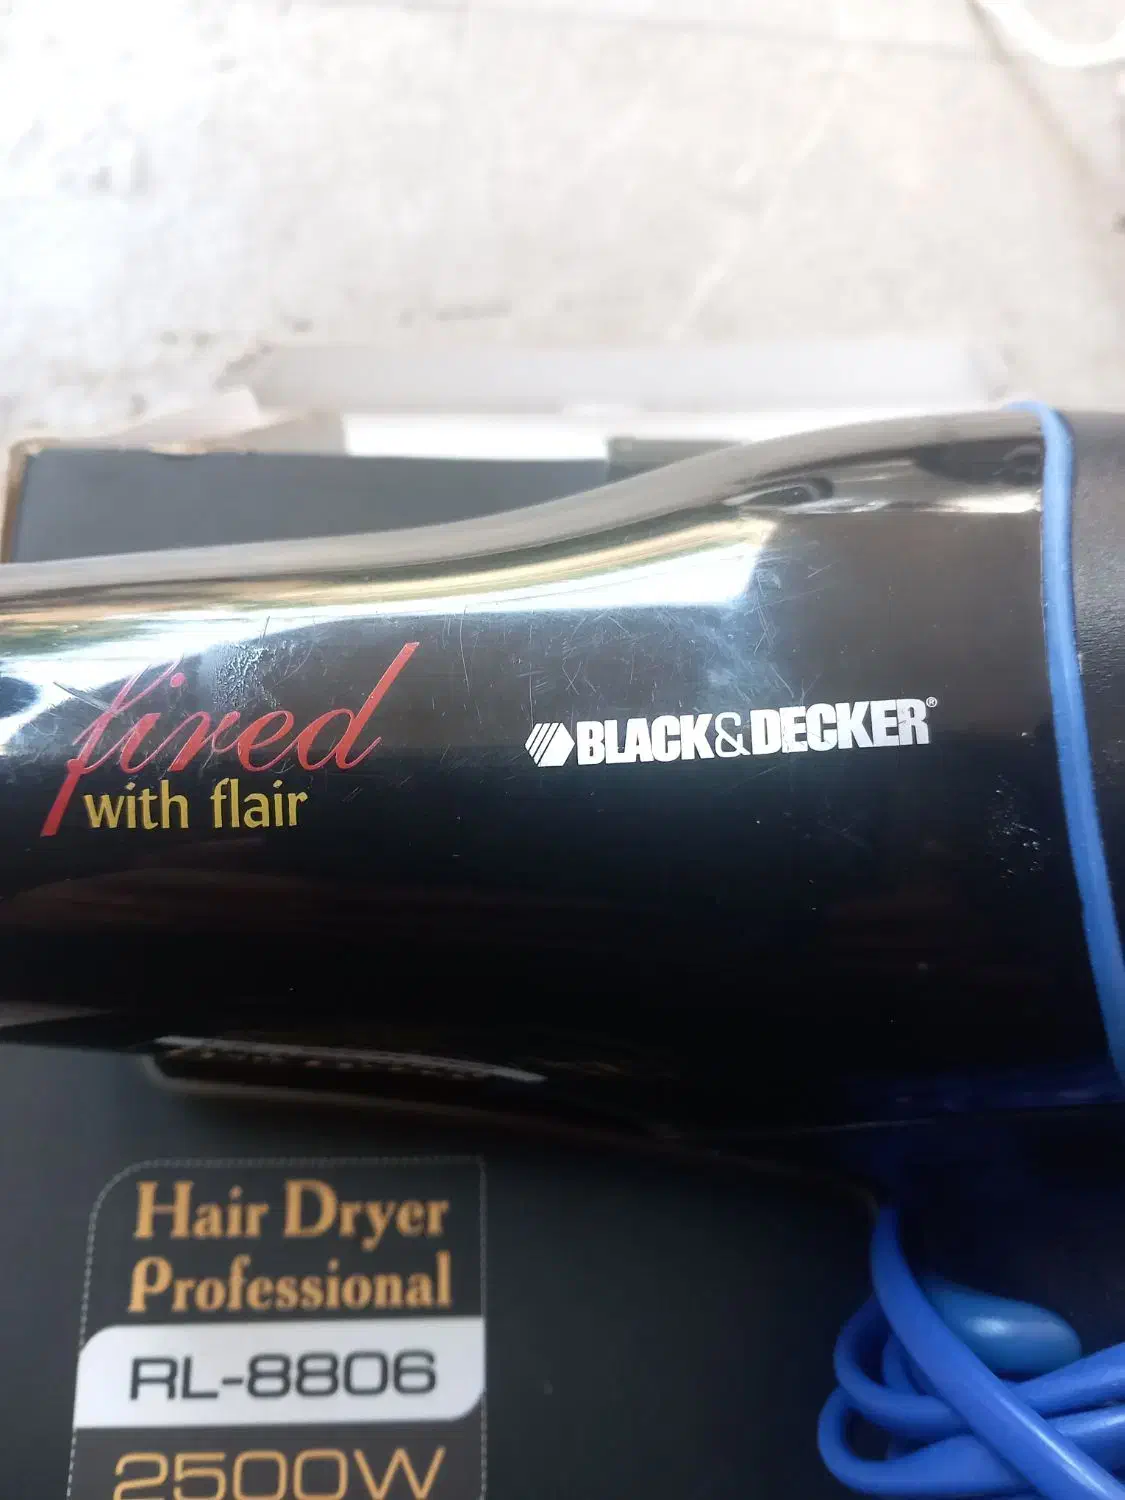 fired
with flair
BLACK&DECKER®
Hair Dryer
Professional
RL-8806
2500W